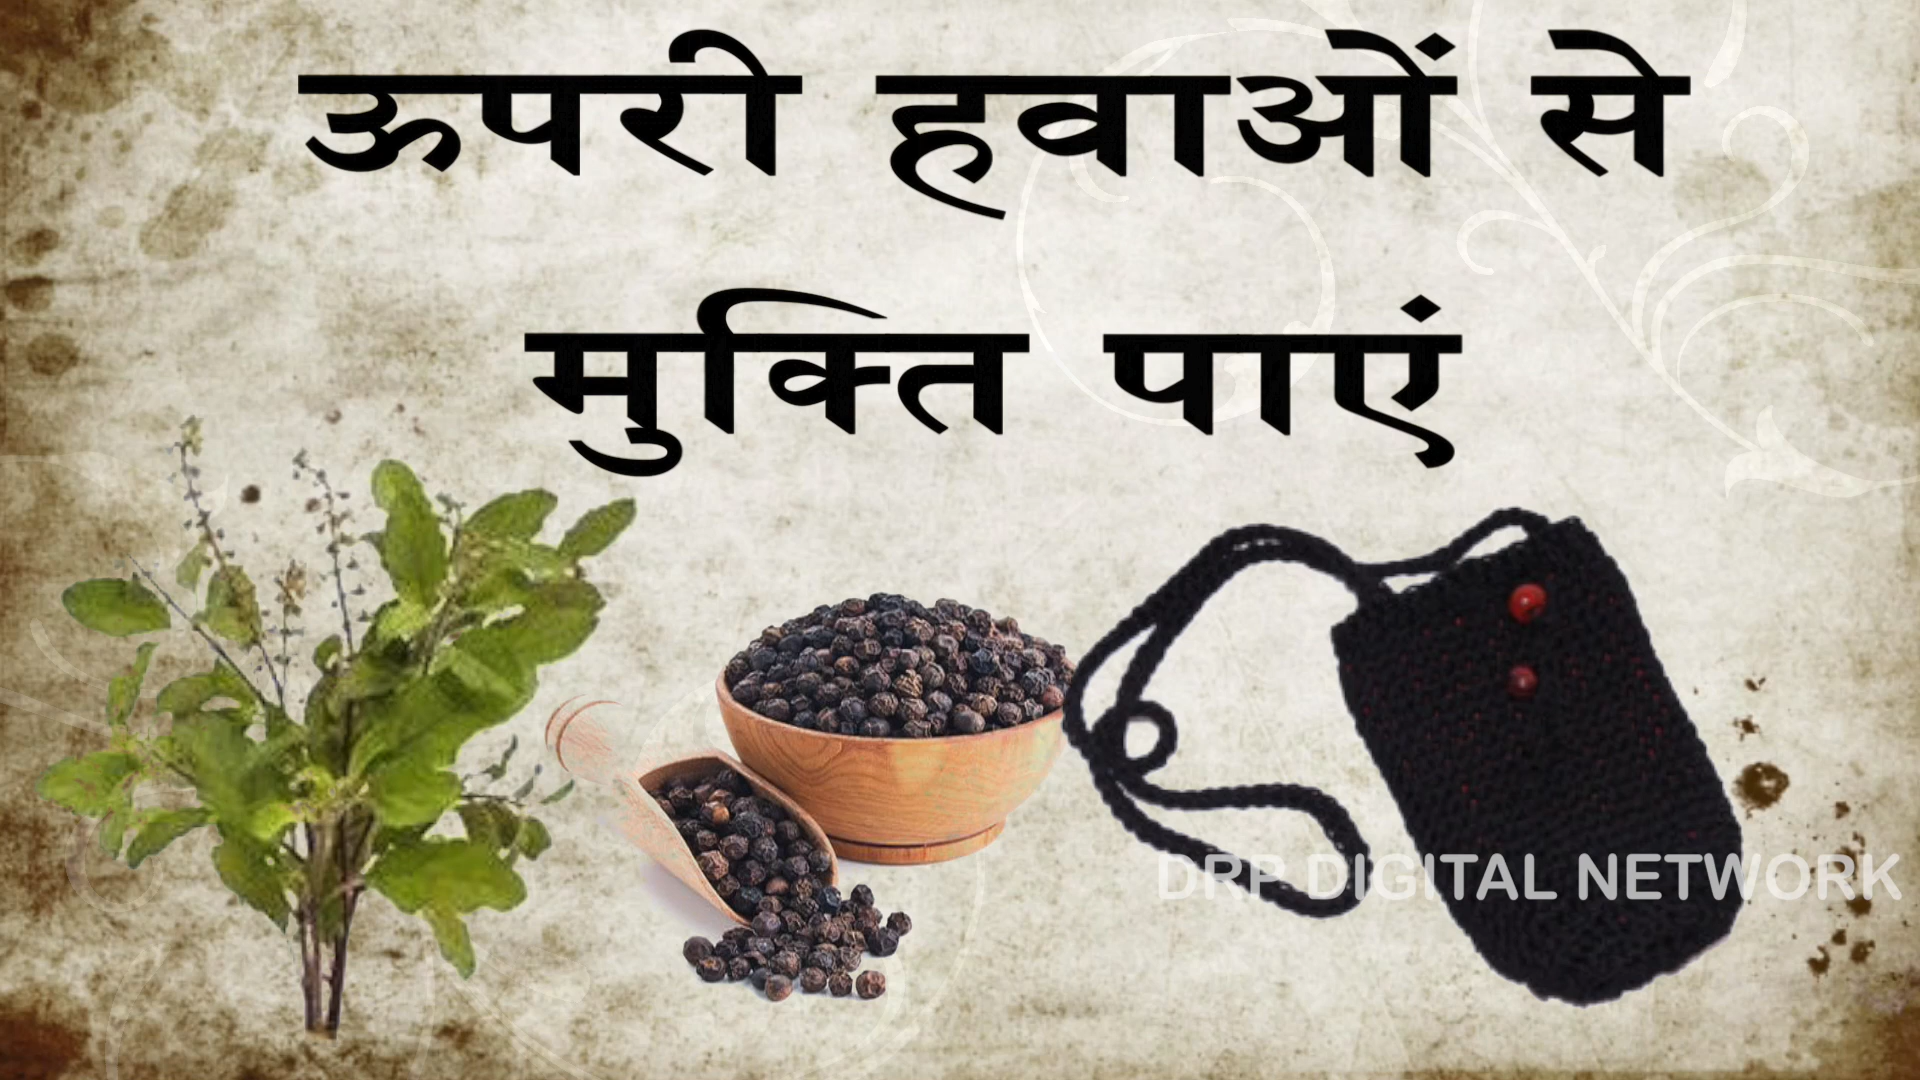 ऊपरी हवाओं से
मुक्ति पाएं
DRP DIGITAL NETWORK